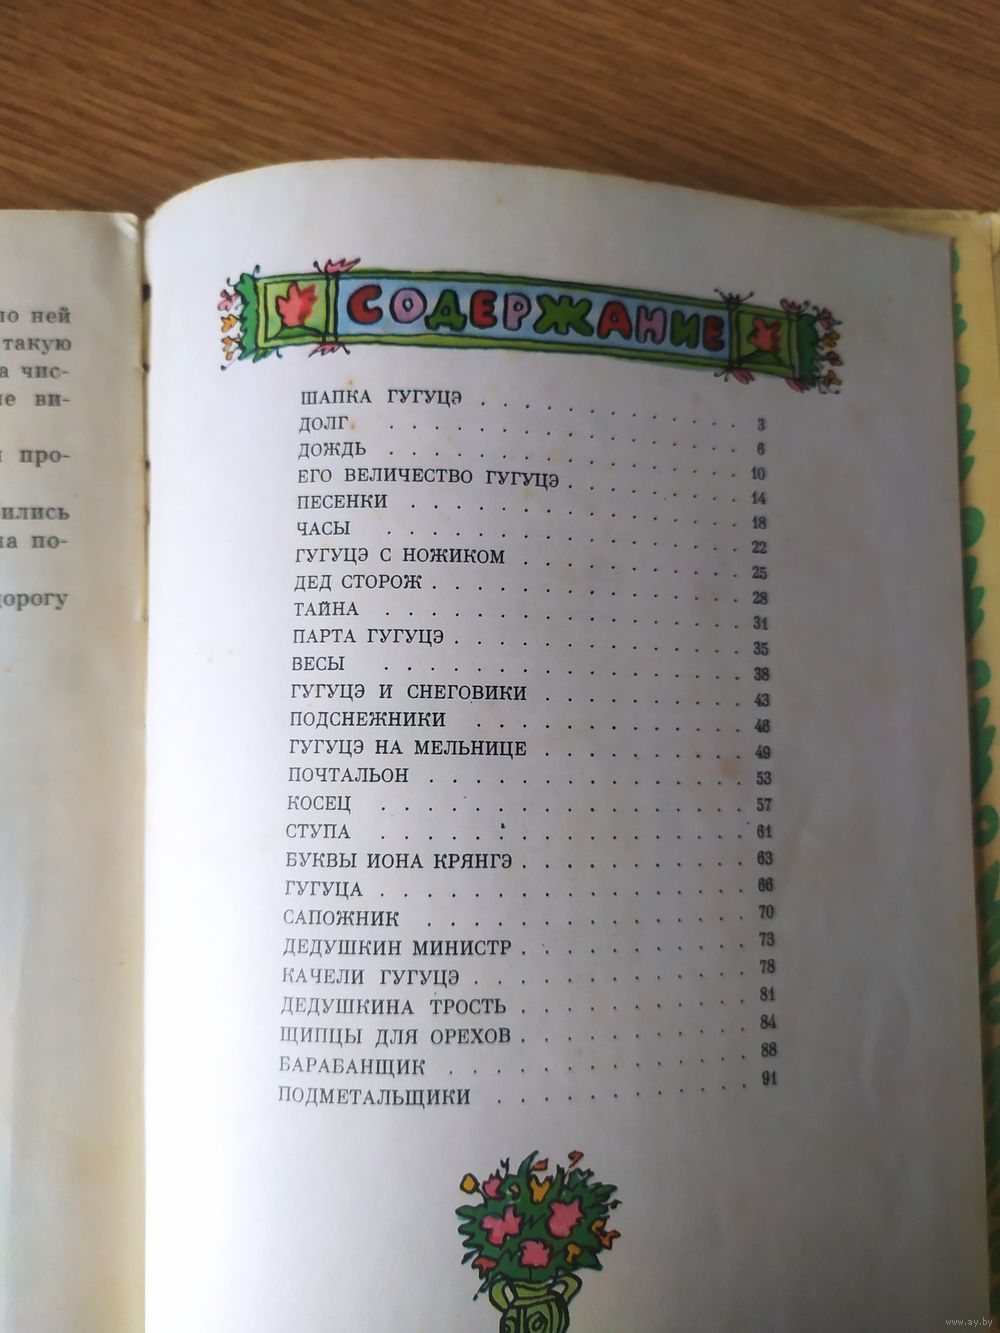 по ней
такую
а чис-
ие ви-
про-
ились
на по-
дорогу
СОДЕРЖАНИЕ
ШАПКА ГУГУЦЭ . . . . . . . . . . . . . 3
ДОЛГ . . . . . . . . . . . . . . . . . 6
ДОЖДЬ . . . . . . . . . . . . . . . . . 10
ЕГО ВЕЛИЧЕСТВО ГУГУЦЭ . . . . . . . . . 14
ПЕСЕНКИ . . . . . . . . . . . . . . . . 18
ЧАСЫ . . . . . . . . . . . . . . . . . 22
ГУГУЦЭ С НОЖИКОМ . . . . . . . . . . . 25
ДЕД СТОРОЖ . . . . . . . . . . . . . . 28
ТАЙНА . . . . . . . . . . . . . . . . . 31
ПАРТА ГУГУЦЭ . . . . . . . . . . . . . 35
ВЕСЫ . . . . . . . . . . . . . . . . . 38
ГУГУЦЭ И СНЕГОВИКИ . . . . . . . . . . 43
ПОДСНЕЖНИКИ . . . . . . . . . . . . . . 46
ГУГУЦЭ НА МЕЛЬНИЦЕ . . . . . . . . . . 49
ПОЧТАЛЬОН . . . . . . . . . . . . . . . 53
КОСЕЦ . . . . . . . . . . . . . . . . . 57
СТУПА . . . . . . . . . . . . . . . . . 61
БУКВЫ ИОНА КРЯНГЭ . . . . . . . . . . . 63
ГУГУЦА . . . . . . . . . . . . . . . . 66
САПОЖНИК . . . . . . . . . . . . . . . 70
ДЕДУШКИН МИНИСТР . . . . . . . . . . . 73
КАЧЕЛИ ГУГУЦЭ . . . . . . . . . . . . . 78
ДЕДУШКИНА ТРОСТЬ . . . . . . . . . . . 81
ЩИПЦЫ ДЛЯ ОРЕХОВ . . . . . . . . . . . 84
БАРАБАНЩИК . . . . . . . . . . . . . . 88
ПОДМЕТАЛЬЩИКИ . . . . . . . . . . . . . 91
www.ay.by